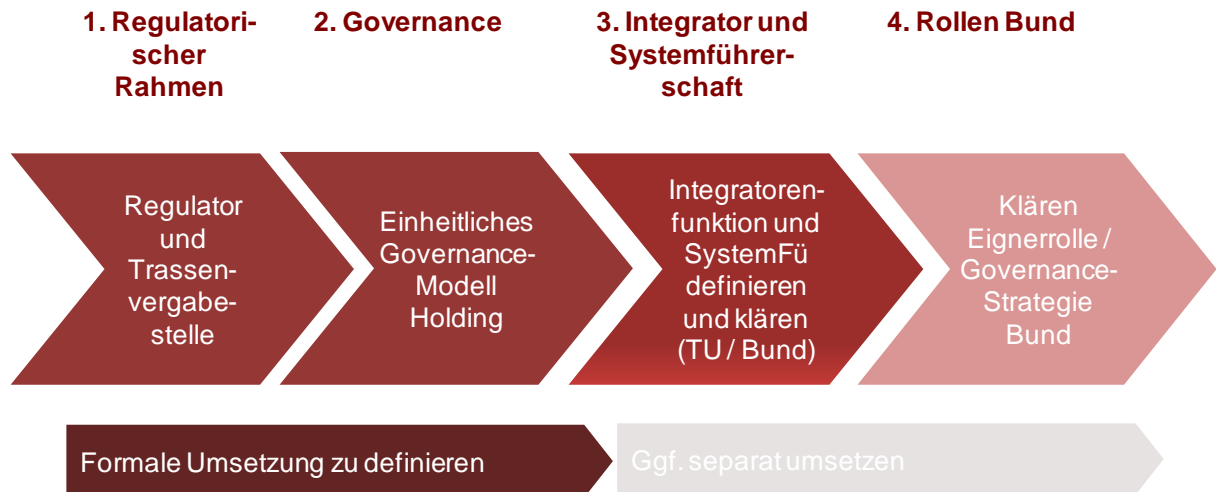 1. Regulatori-
scher
Rahmen
2. Governance
3. Integrator und
Systemführer-
schaft
4. Rollen Bund
Regulator
und
Trassen-
vergabe-
stelle
Einheitliches
Governance-
Modell
Holding
Integratoren-
funktion und
SystemFü
definieren
und klären
(TU / Bund)
Klären
Eignerrolle /
Governance-
Strategie
Bund
Formale Umsetzung zu definieren
Ggf. separat umsetzen